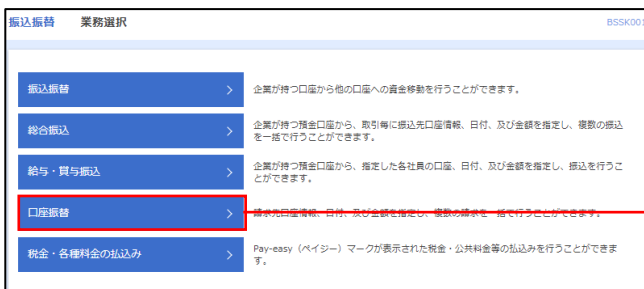 振込振替 業務選択 BSSK001
振込振替 企業が持つ口座から他の口座への資金移動を行うことができます。
総合振込 企業が持つ預金口座から、取引毎に振込先口座情報、日付、及び金額を指定し、複数の振込
を一括で行うことができます。
給与・賞与振込 企業が持つ預金口座から、指定した各社員の口座、日付、及び金額を指定し、振込を行うこ
とができます。
口座振替 請求先口座情報、日付、及び金額を指定し、複数の請求を一括で行うことができます。
税金・各種料金の払込み Pay-easy（ペイジー）マークが表示された税金・公共料金等の払込みを行うことができま
す。